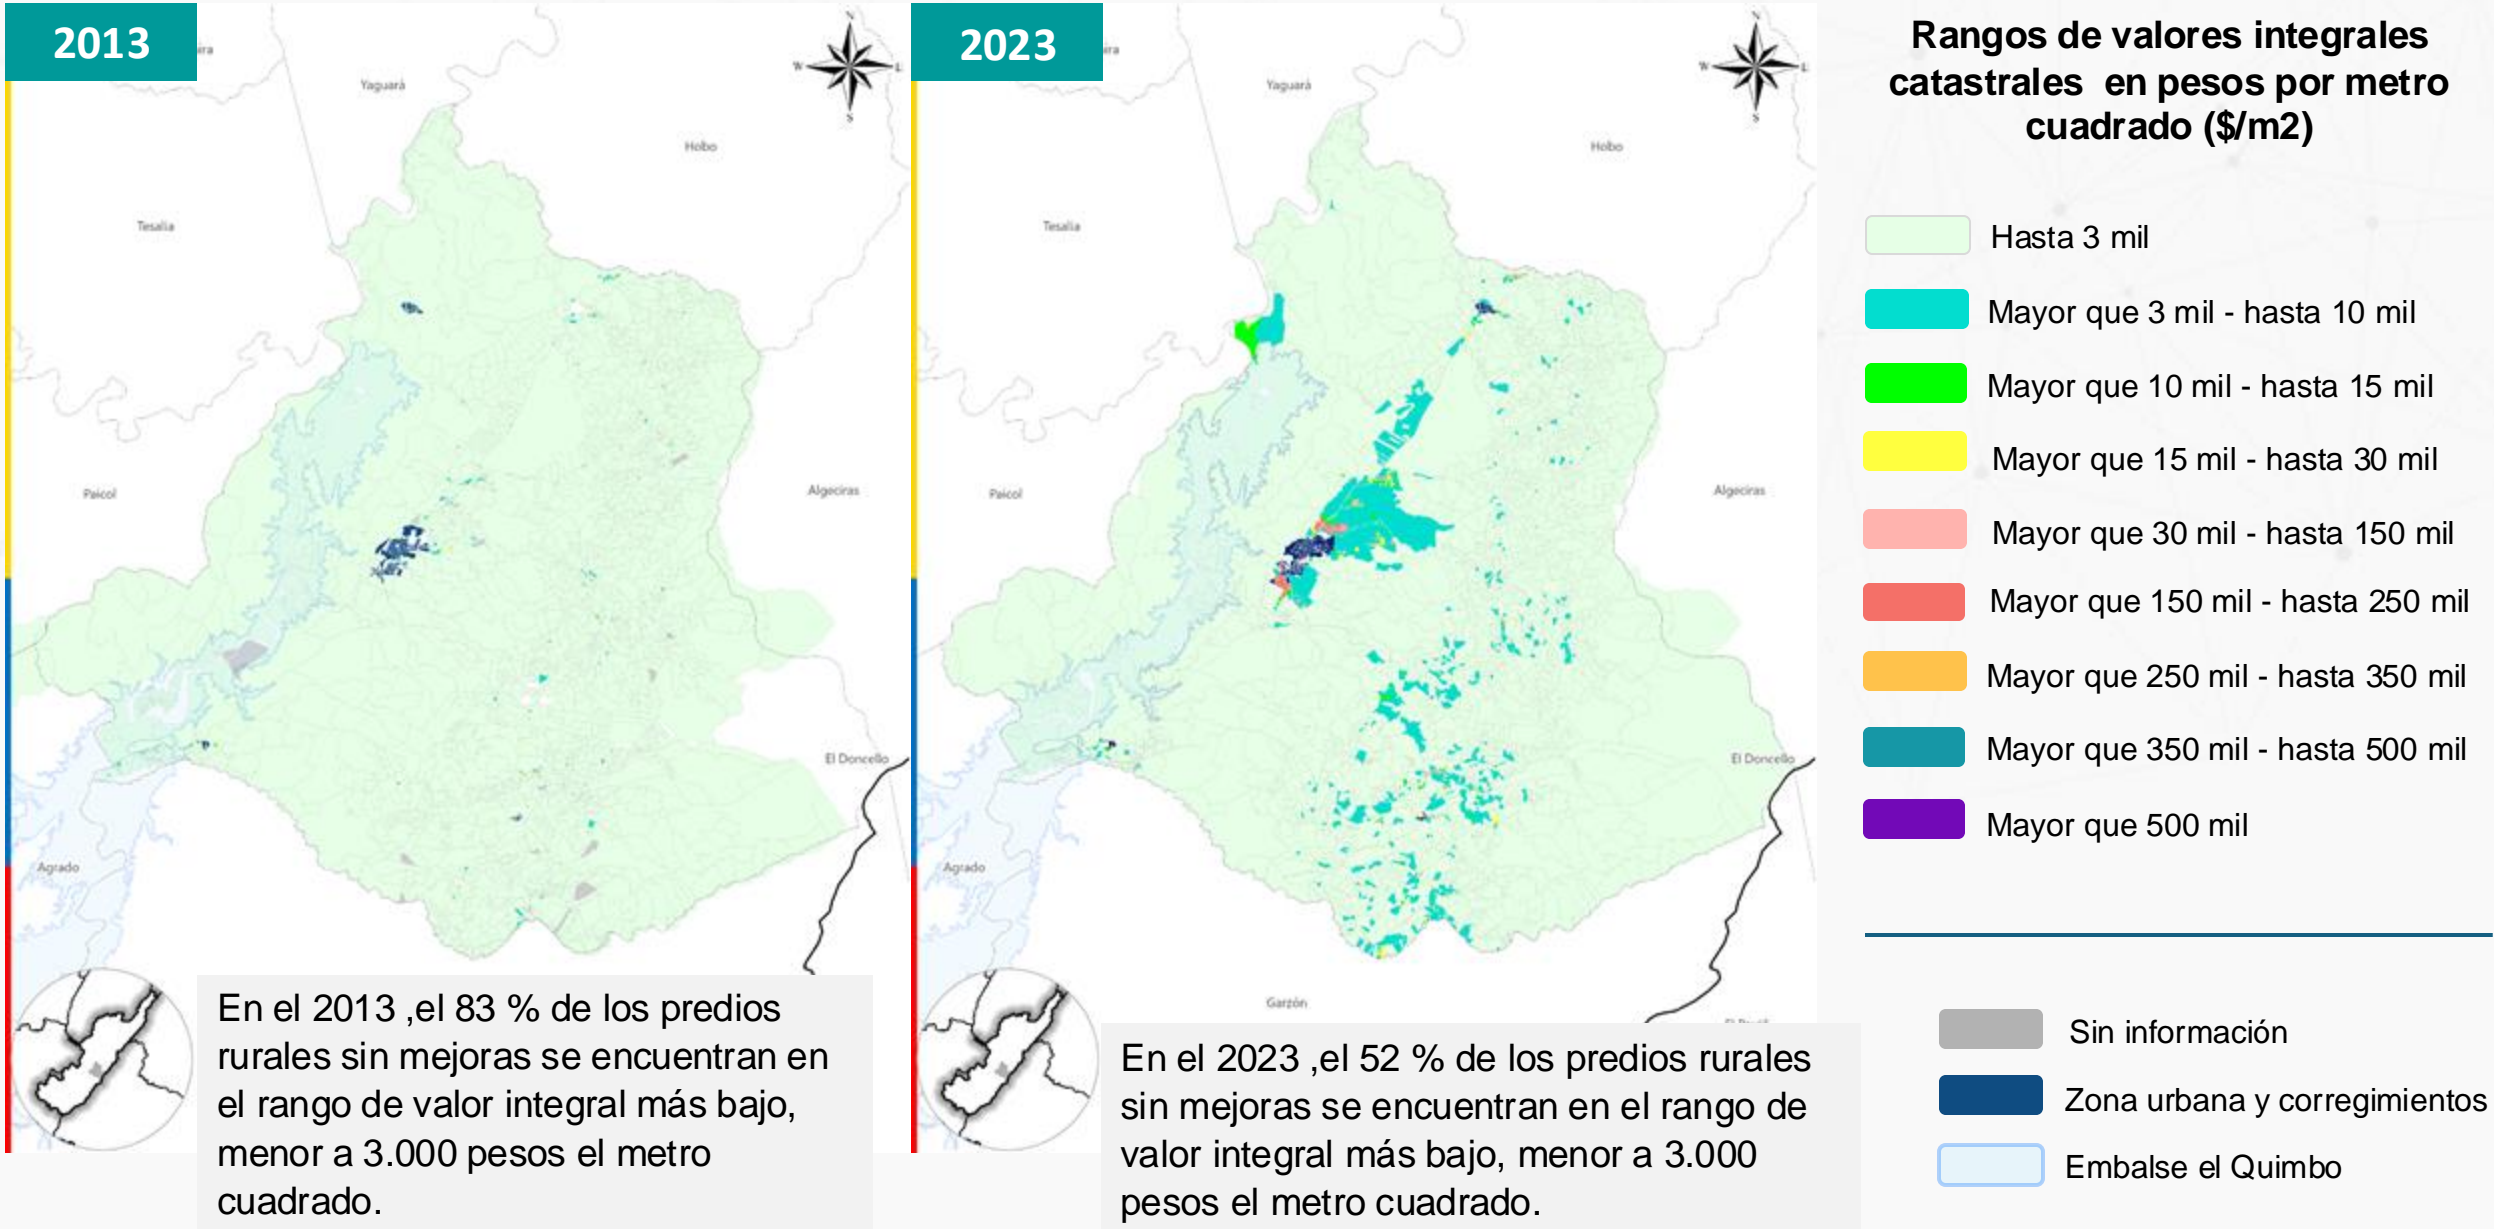 2013
ira
Yaguará
Hobo
Tesalia
Paicol
Algeciras
El Doncello
Agrado
N
W
E
S
En el 2013 ,el 83 % de los predios
rurales sin mejoras se encuentran en
el rango de valor integral más bajo,
menor a 3.000 pesos el metro
cuadrado.
2023
ira
Yaguará
Hobo
Tesalia
Paicol
Algeciras
El Doncello
Agrado
Garzón
N
W
E
S
En el 2023 ,el 52 % de los predios rurales
sin mejoras se encuentran en el rango de
valor integral más bajo, menor a 3.000
pesos el metro cuadrado.
Rangos de valores integrales
catastrales en pesos por metro
cuadrado ($/m2)
Hasta 3 mil
Mayor que 3 mil - hasta 10 mil
Mayor que 10 mil - hasta 15 mil
Mayor que 15 mil - hasta 30 mil
Mayor que 30 mil - hasta 150 mil
Mayor que 150 mil - hasta 250 mil
Mayor que 250 mil - hasta 350 mil
Mayor que 350 mil - hasta 500 mil
Mayor que 500 mil
Sin información
Zona urbana y corregimientos
Embalse el Quimbo